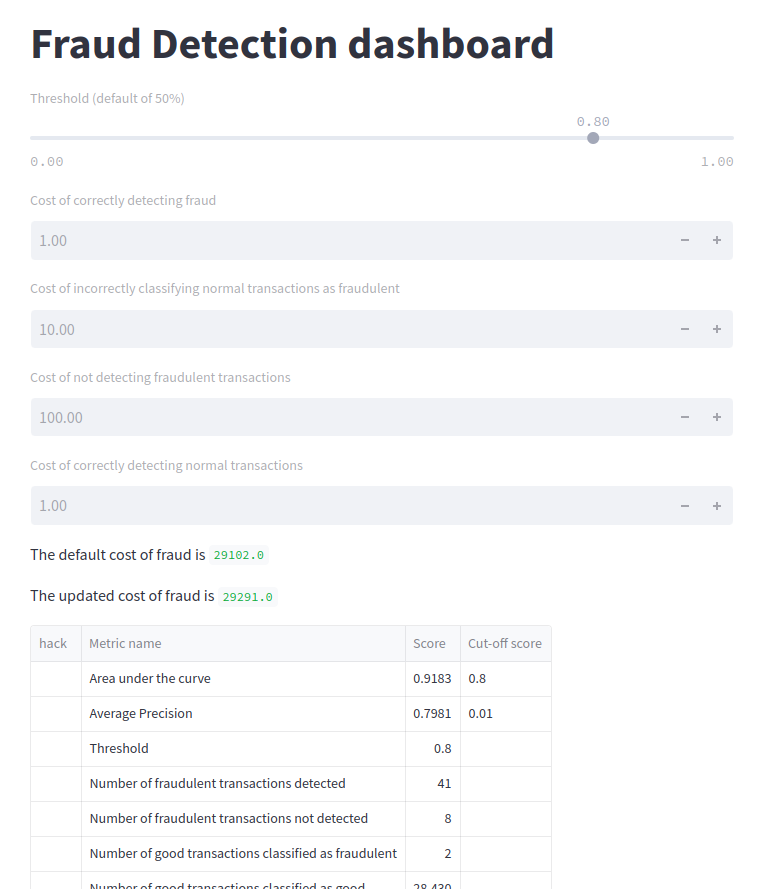 Fraud Detection dashboard
Threshold (default of 50%)
0.80
0.00 1.00
Cost of correctly detecting fraud
1.00
Cost of incorrectly classifying normal transactions as fraudulent
10.00
Cost of not detecting fraudulent transactions
100.00
Cost of correctly detecting normal transactions
1.00
The default cost of fraud is 29102.0
The updated cost of fraud is 29291.0
hack Metric name Score Cut-off score
Area under the curve 0.9183 0.8
Average Precision 0.7981 0.01
Threshold 0.8
Number of fraudulent transactions detected 41
Number of fraudulent transactions not detected 8
Number of good transactions classified as fraudulent 2
Number of good transactions classified as good 28,430